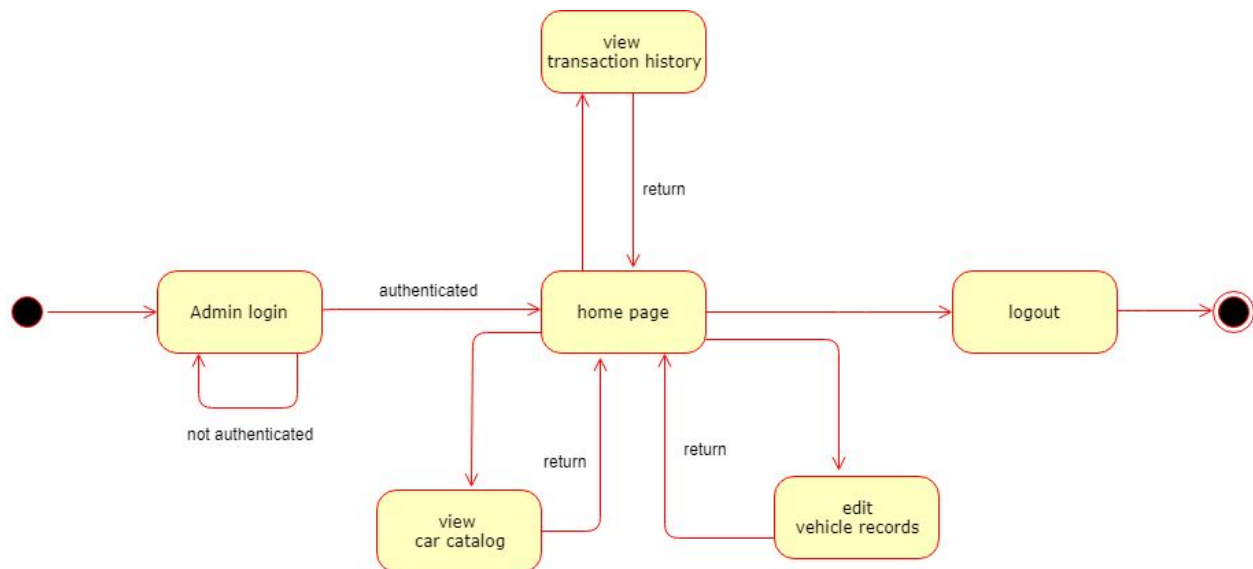 view
transaction history
return
authenticated
Admin login
home page
logout
not authenticated
return
return
view
car catalog
edit
vehicle records